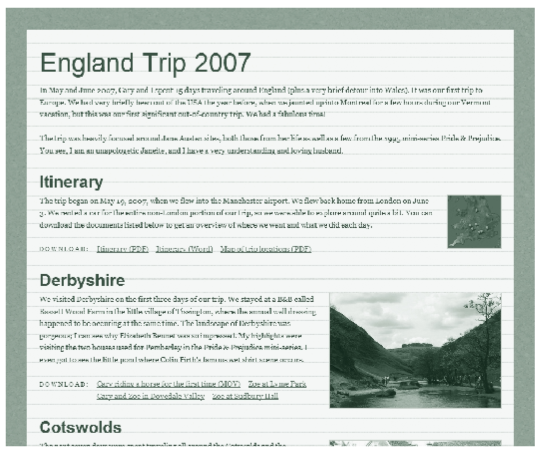 England Trip 2007
In May and June 2007, Gary and I spent 15 days traveling around England (plus a very brief detour into Wales). It was our first trip to
Europe. We had very briefly been out of the USA the year before, when we jaunted up into Montreal for a few hours during our Vermont
vacation, but this was our first significant out-of-country trip. We had a fabulous time!
The trip was heavily focused around Jane Austen sites, both those from her life as well as a few from the 1995 mini-series Pride & Prejudice.
You see, I am an unapologetic Janeite, and I have a very understanding and loving husband.
Itinerary
The trip began on May 19, 2007, when we flew into the Manchester airport. We flew back home from London on June
3. We rented a car for the entire non-London portion of our trip, so we were able to explore around quite a bit. You can
download the documents listed below to get an overview of where we went and what we did each day.
DOWNLOAD: Itinerary (PDF) Itinerary (Word) Map of trip locations (PDF)
Derbyshire
We visited Derbyshire on the first three days of our trip. We stayed at a B&B called
Bassett Wood Farm in the little village of Tissington, where the annual well dressing
happened to be occurring at the same time. The landscape of Derbyshire was
gorgeous; I can see why Elizabeth Bennet was so impressed. My highlights were
visiting the two houses used for Pemberley in the Pride & Prejudice mini-series. I
even got to see the little pond where Colin Firth's famous wet shirt scene occurs.
DOWNLOAD: Gary riding a horse for the first time (MOV) Zoe at Lyme Park
Gary and Zoe in Dovedale Valley Zoe at Sudbury Hall
Cotswolds